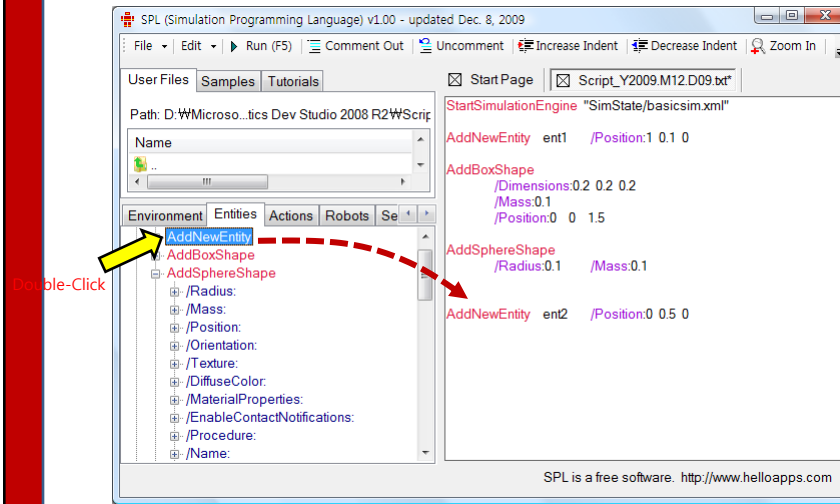 SPL (Simulation Programming Language) v1.00 - updated Dec. 8, 2009
File Edit Run (F5) Comment Out Uncomment Increase Indent Decrease Indent Zoom In
User Files Samples Tutorials
Path: D:₩Microso...tics Dev Studio 2008 R2₩Scrip
Name
..
Environment Entities Actions Robots Se
AddNewEntity
AddBoxShape
AddSphereShape
/Radius:
/Mass:
/Position:
/Orientation:
/Texture:
/DiffuseColor:
/MaterialProperties:
/EnableContactNotifications:
/Procedure:
/Name:
Double-Click
Start Page Script_Y2009.M12.D09.txt*
StartSimulationEngine "SimState/basicsim.xml"
AddNewEntity ent1 /Position:1 0.1 0
AddBoxShape
/Dimensions:0.2 0.2 0.2
/Mass:0.1
/Position:0 0 1.5
AddSphereShape
/Radius:0.1 /Mass:0.1
AddNewEntity ent2 /Position:0 0.5 0
SPL is a free software. http://www.helloapps.com